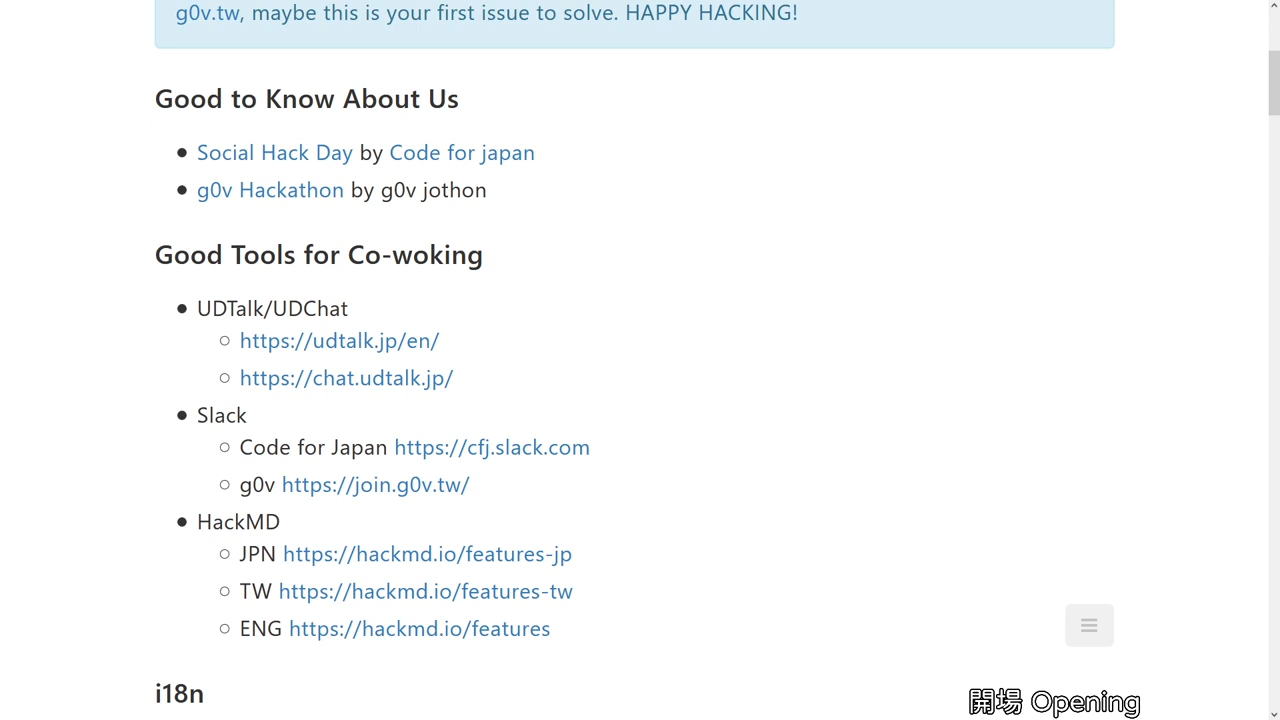 g0v.tw, maybe this is your first issue to solve. HAPPY HACKING!
Good to Know About Us
Social Hack Day by Code for japan
g0v Hackathon by g0v jothon
Good Tools for Co-woking
UDTalk/UDChat
https://udtalk.jp/en/
https://chat.udtalk.jp/
Slack
Code for Japan https://cfj.slack.com
g0v https://join.g0v.tw/
HackMD
JPN https://hackmd.io/features-jp
TW https://hackmd.io/features-tw
ENG https://hackmd.io/features
i18n
開場 Opening